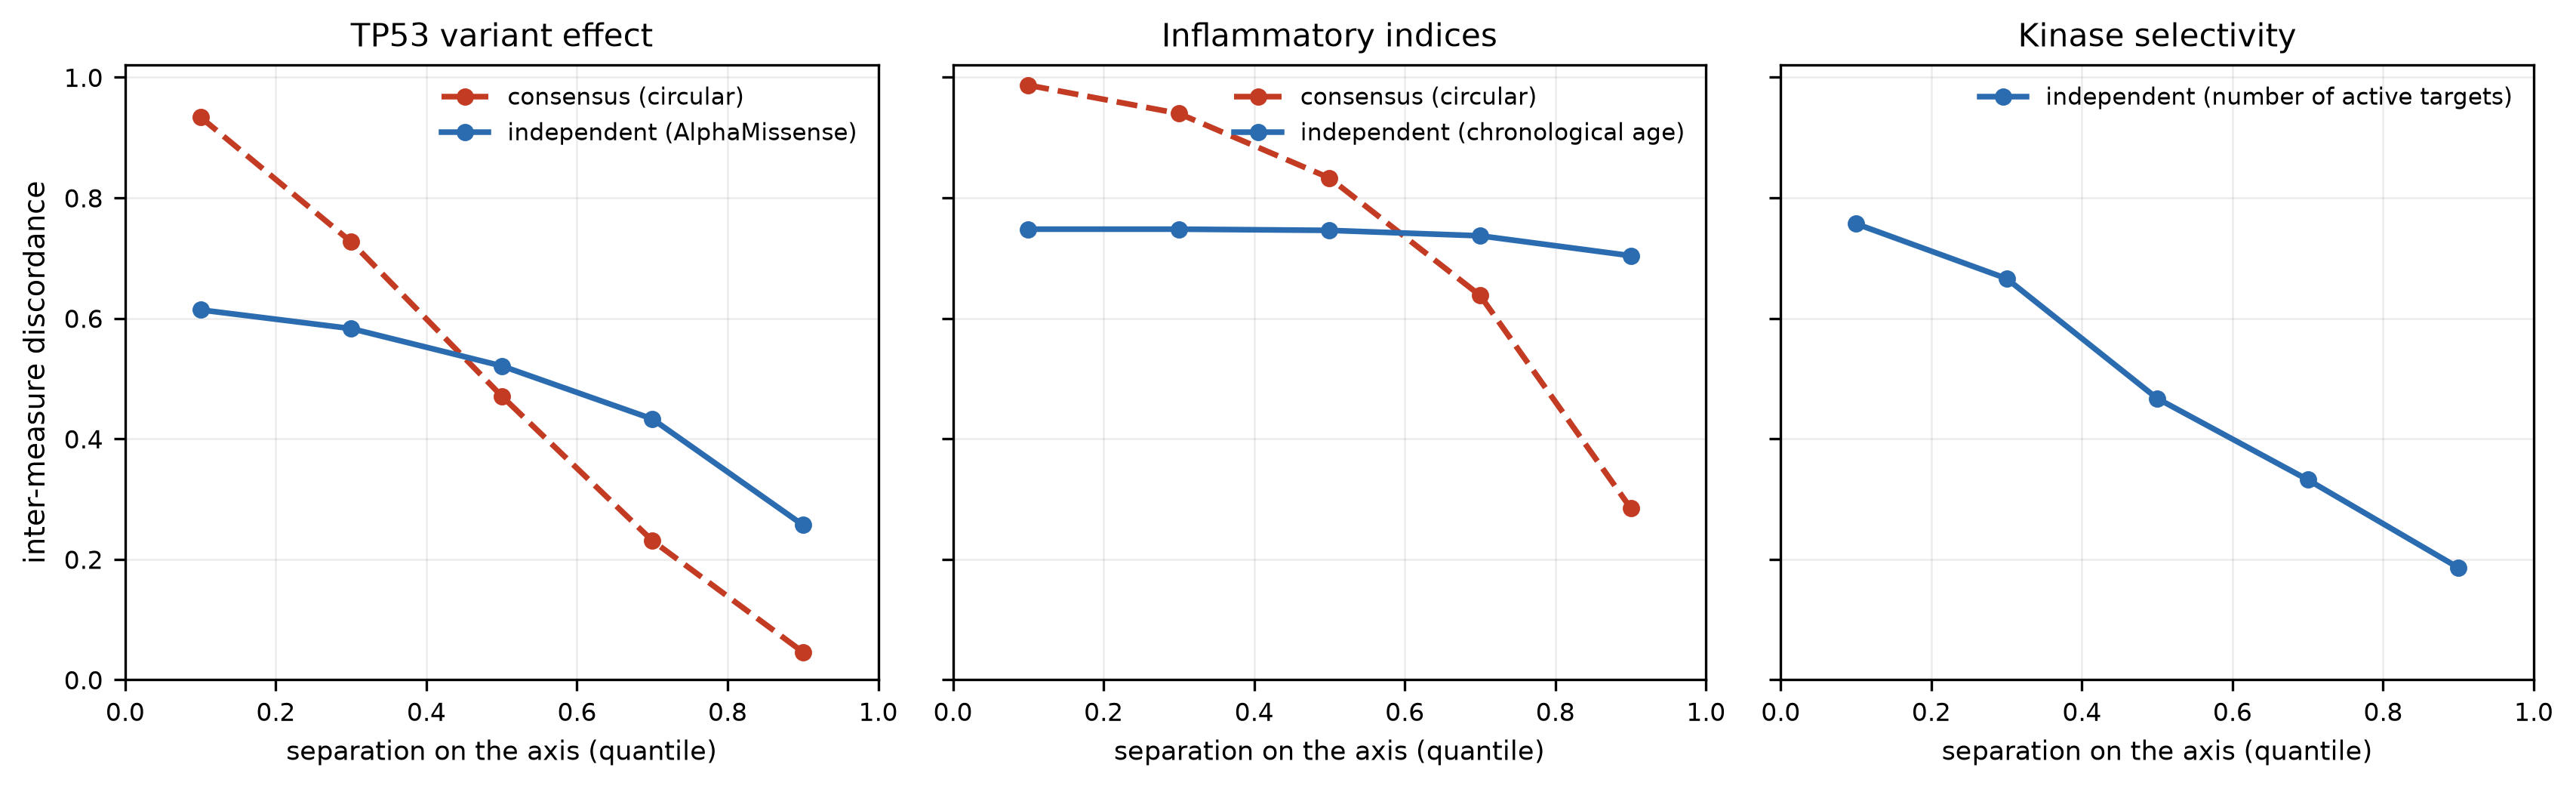 TP53 variant effect
consensus (circular)
independent (AlphaMissense)
inter-measure discordance
1.0
0.8
0.6
0.4
0.2
0.0
0.0 0.2 0.4 0.6 0.8 1.0
separation on the axis (quantile)
Inflammatory indices
consensus (circular)
independent (chronological age)
0.0 0.2 0.4 0.6 0.8 1.0
separation on the axis (quantile)
Kinase selectivity
independent (number of active targets)
0.0 0.2 0.4 0.6 0.8 1.0
separation on the axis (quantile)